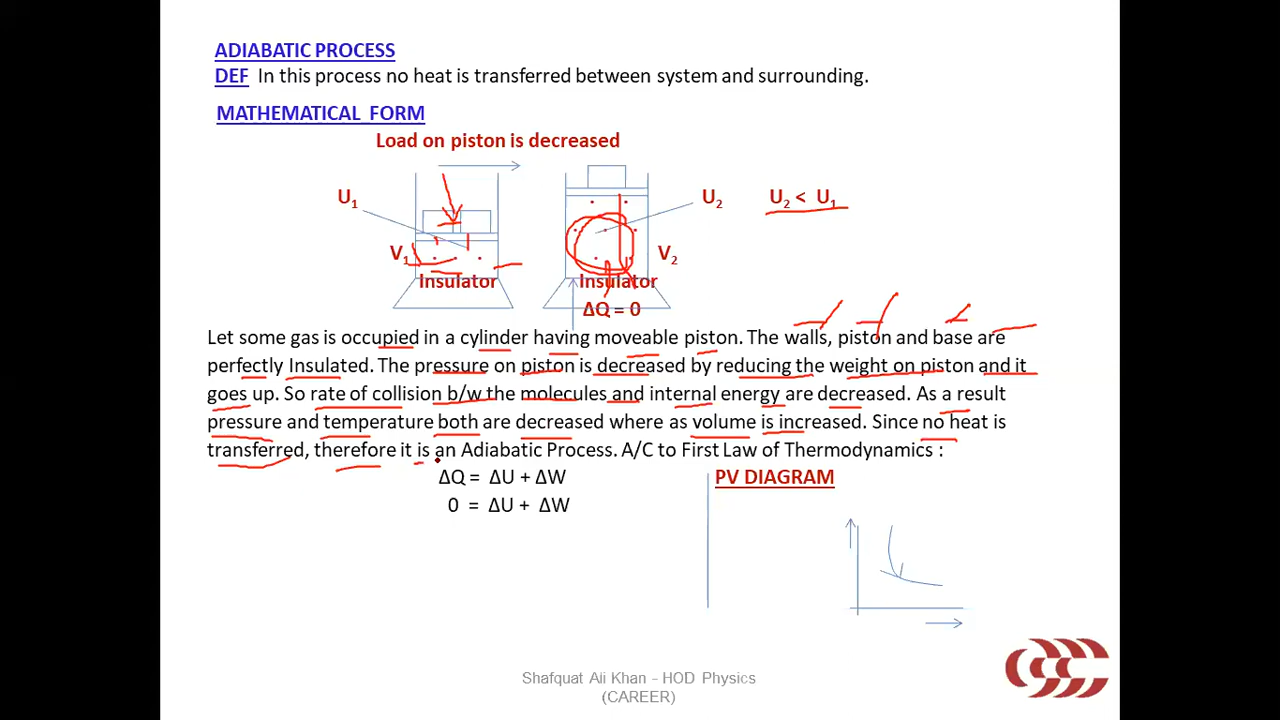 ADIABATIC PROCESS
DEF In this process no heat is transferred between system and surrounding.
MATHEMATICAL FORM
Load on piston is decreased
U1
U2
U2 < U1
V1
V2
Insulator
Insulator
ΔQ = 0
Let some gas is occupied in a cylinder having moveable piston. The walls, piston and base are
perfectly Insulated. The pressure on piston is decreased by reducing the weight on piston and it
goes up. So rate of collision b/w the molecules and internal energy are decreased. As a result
pressure and temperature both are decreased where as volume is increased. Since no heat is
transferred, therefore it is an Adiabatic Process. A/C to First Law of Thermodynamics :
ΔQ = ΔU + ΔW
0 = ΔU + ΔW
PV DIAGRAM
Shafquat Ali Khan - HOD Physics
(CAREER)